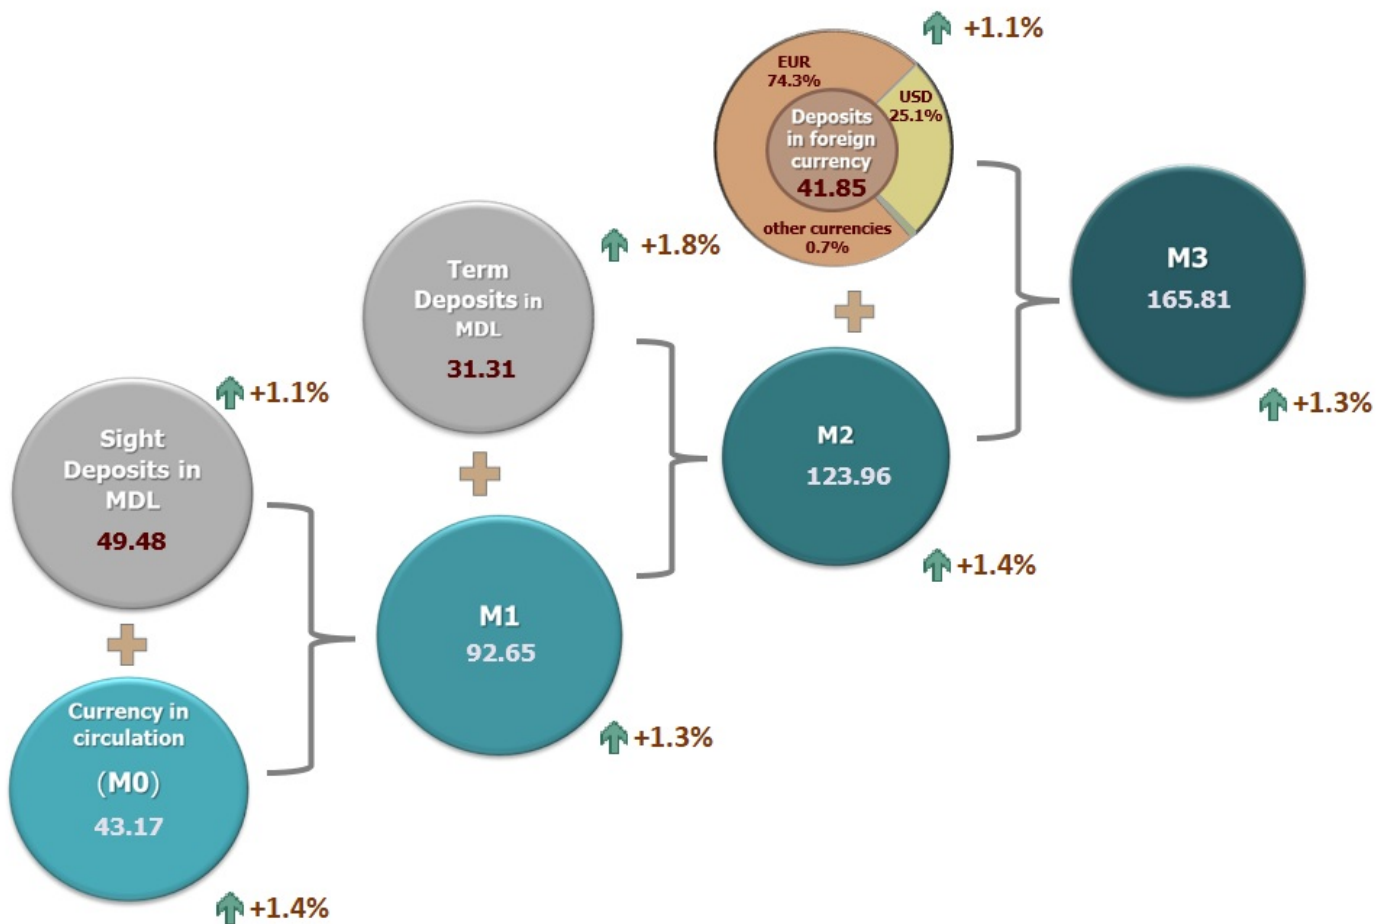 +1.1%
EUR
74.3%
USD
25.1%
Deposits
in foreign
currency
41.85
other currencies
0.7%
M3
165.81
+1.3%
Term
Deposits in
MDL
31.31
+1.8%
M2
123.96
+1.4%
Sight
Deposits in
MDL
49.48
+1.1%
M1
92.65
+1.3%
Currency in
circulation
(M0)
43.17
+1.4%